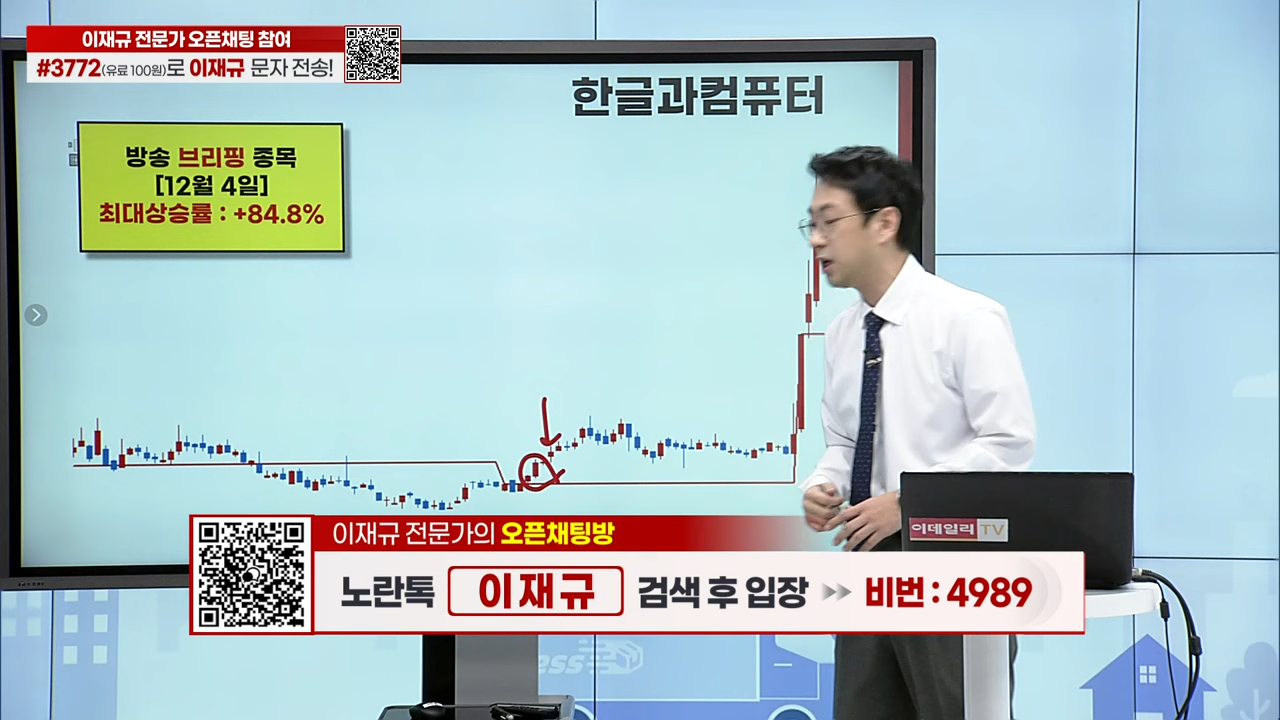 이재규 전문가 오픈채팅 참여
#3772(유료 100원)로 이재규 문자 전송!
한글과컴퓨터
방송 브리핑 종목
[12월 4일]
최대상승률 : +84.8%
이데일리 TV
이재규 전문가의 오픈채팅방
노란톡 이재규 검색 후 입장 비번 : 4989
ess